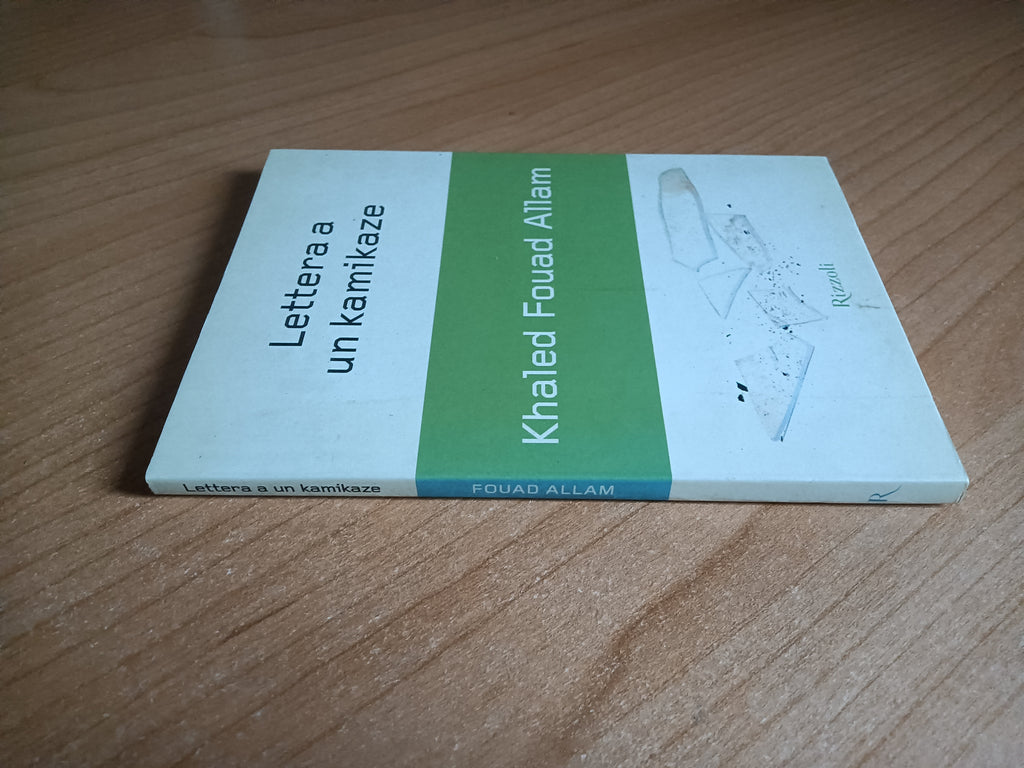 Lettera a
un kamikaze
Khaled Fouad Allam
Rizzoli
Lettera a un kamikaze
FOUAD ALLAM
R